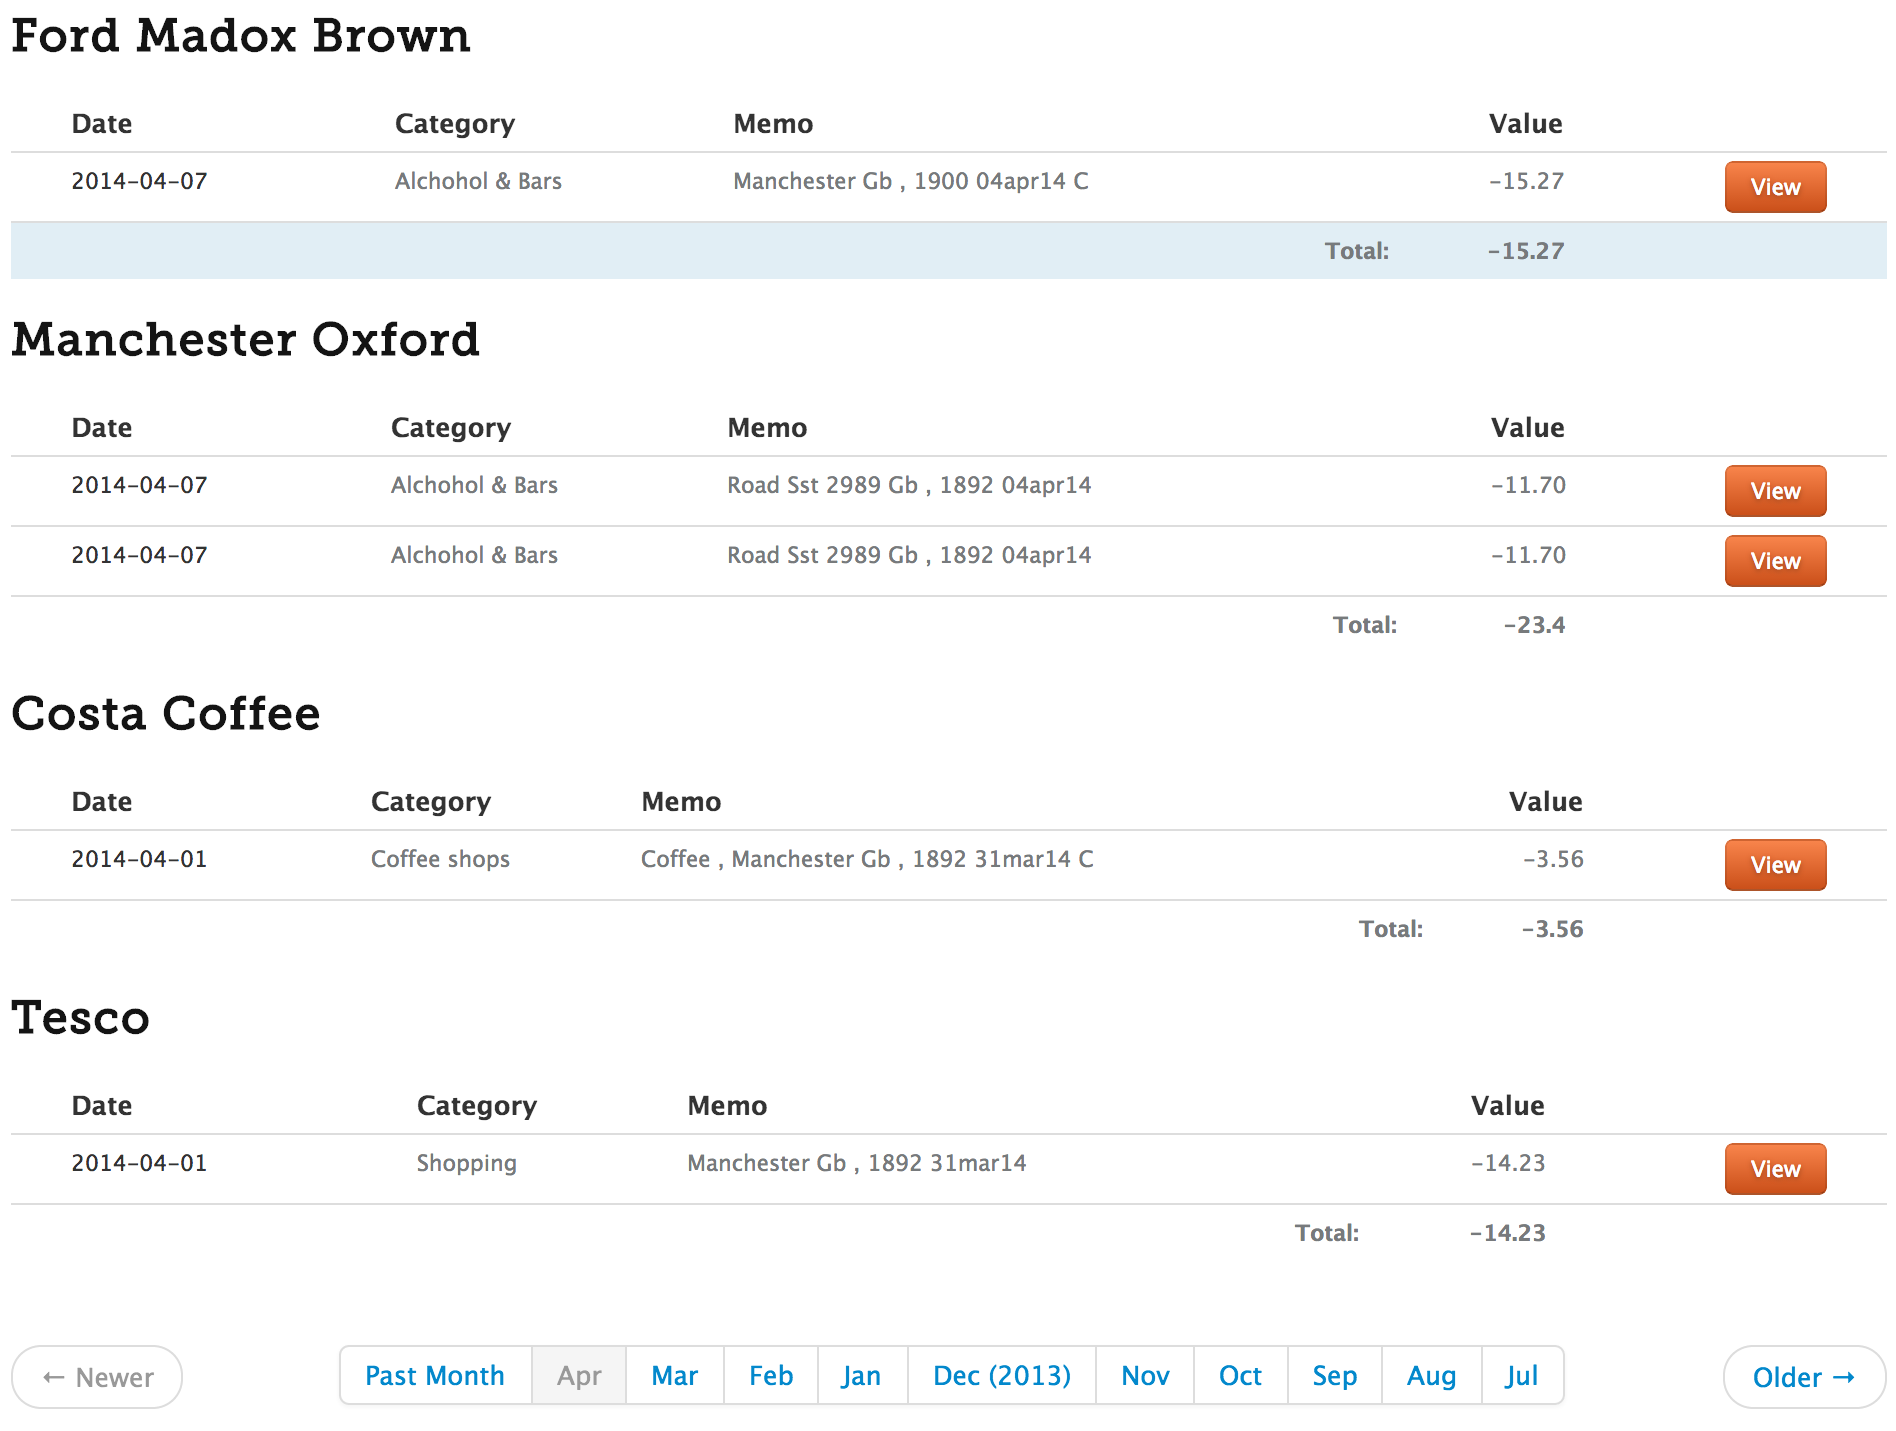 Ford Madox Brown
Date Category Memo Value
2014-04-07 Alchohol & Bars Manchester Gb , 1900 04apr14 C -15.27 View
Total: -15.27
Manchester Oxford
Date Category Memo Value
2014-04-07 Alchohol & Bars Road Sst 2989 Gb , 1892 04apr14 -11.70 View
2014-04-07 Alchohol & Bars Road Sst 2989 Gb , 1892 04apr14 -11.70 View
Total: -23.4
Costa Coffee
Date Category Memo Value
2014-04-01 Coffee shops Coffee , Manchester Gb , 1892 31mar14 C -3.56 View
Total: -3.56
Tesco
Date Category Memo Value
2014-04-01 Shopping Manchester Gb , 1892 31mar14 -14.23 View
Total: -14.23
← Newer Past Month Apr Mar Feb Jan Dec (2013) Nov Oct Sep Aug Jul Older →